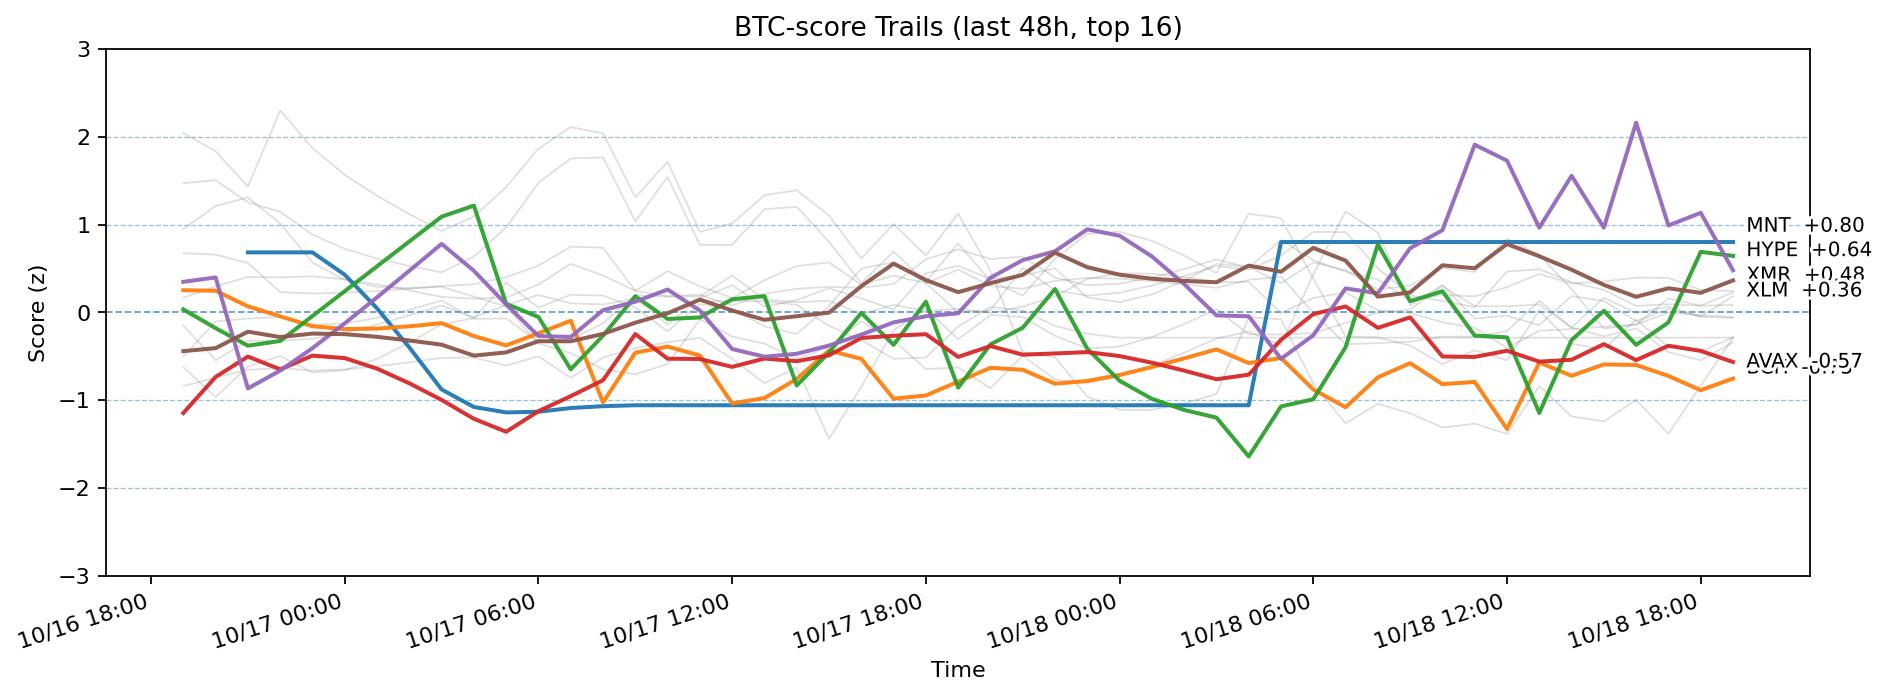 BTC-score Trails (last 48h, top 16)
Score (z)
3
2
1
0
−1
−2
−3
MNT +0.80
HYPE +0.64
XMR +0.48
XLM +0.36
AVAX -0.57
10/16 18:00
10/17 00:00
10/17 06:00
10/17 12:00
10/17 18:00
10/18 00:00
10/18 06:00
10/18 12:00
10/18 18:00
Time